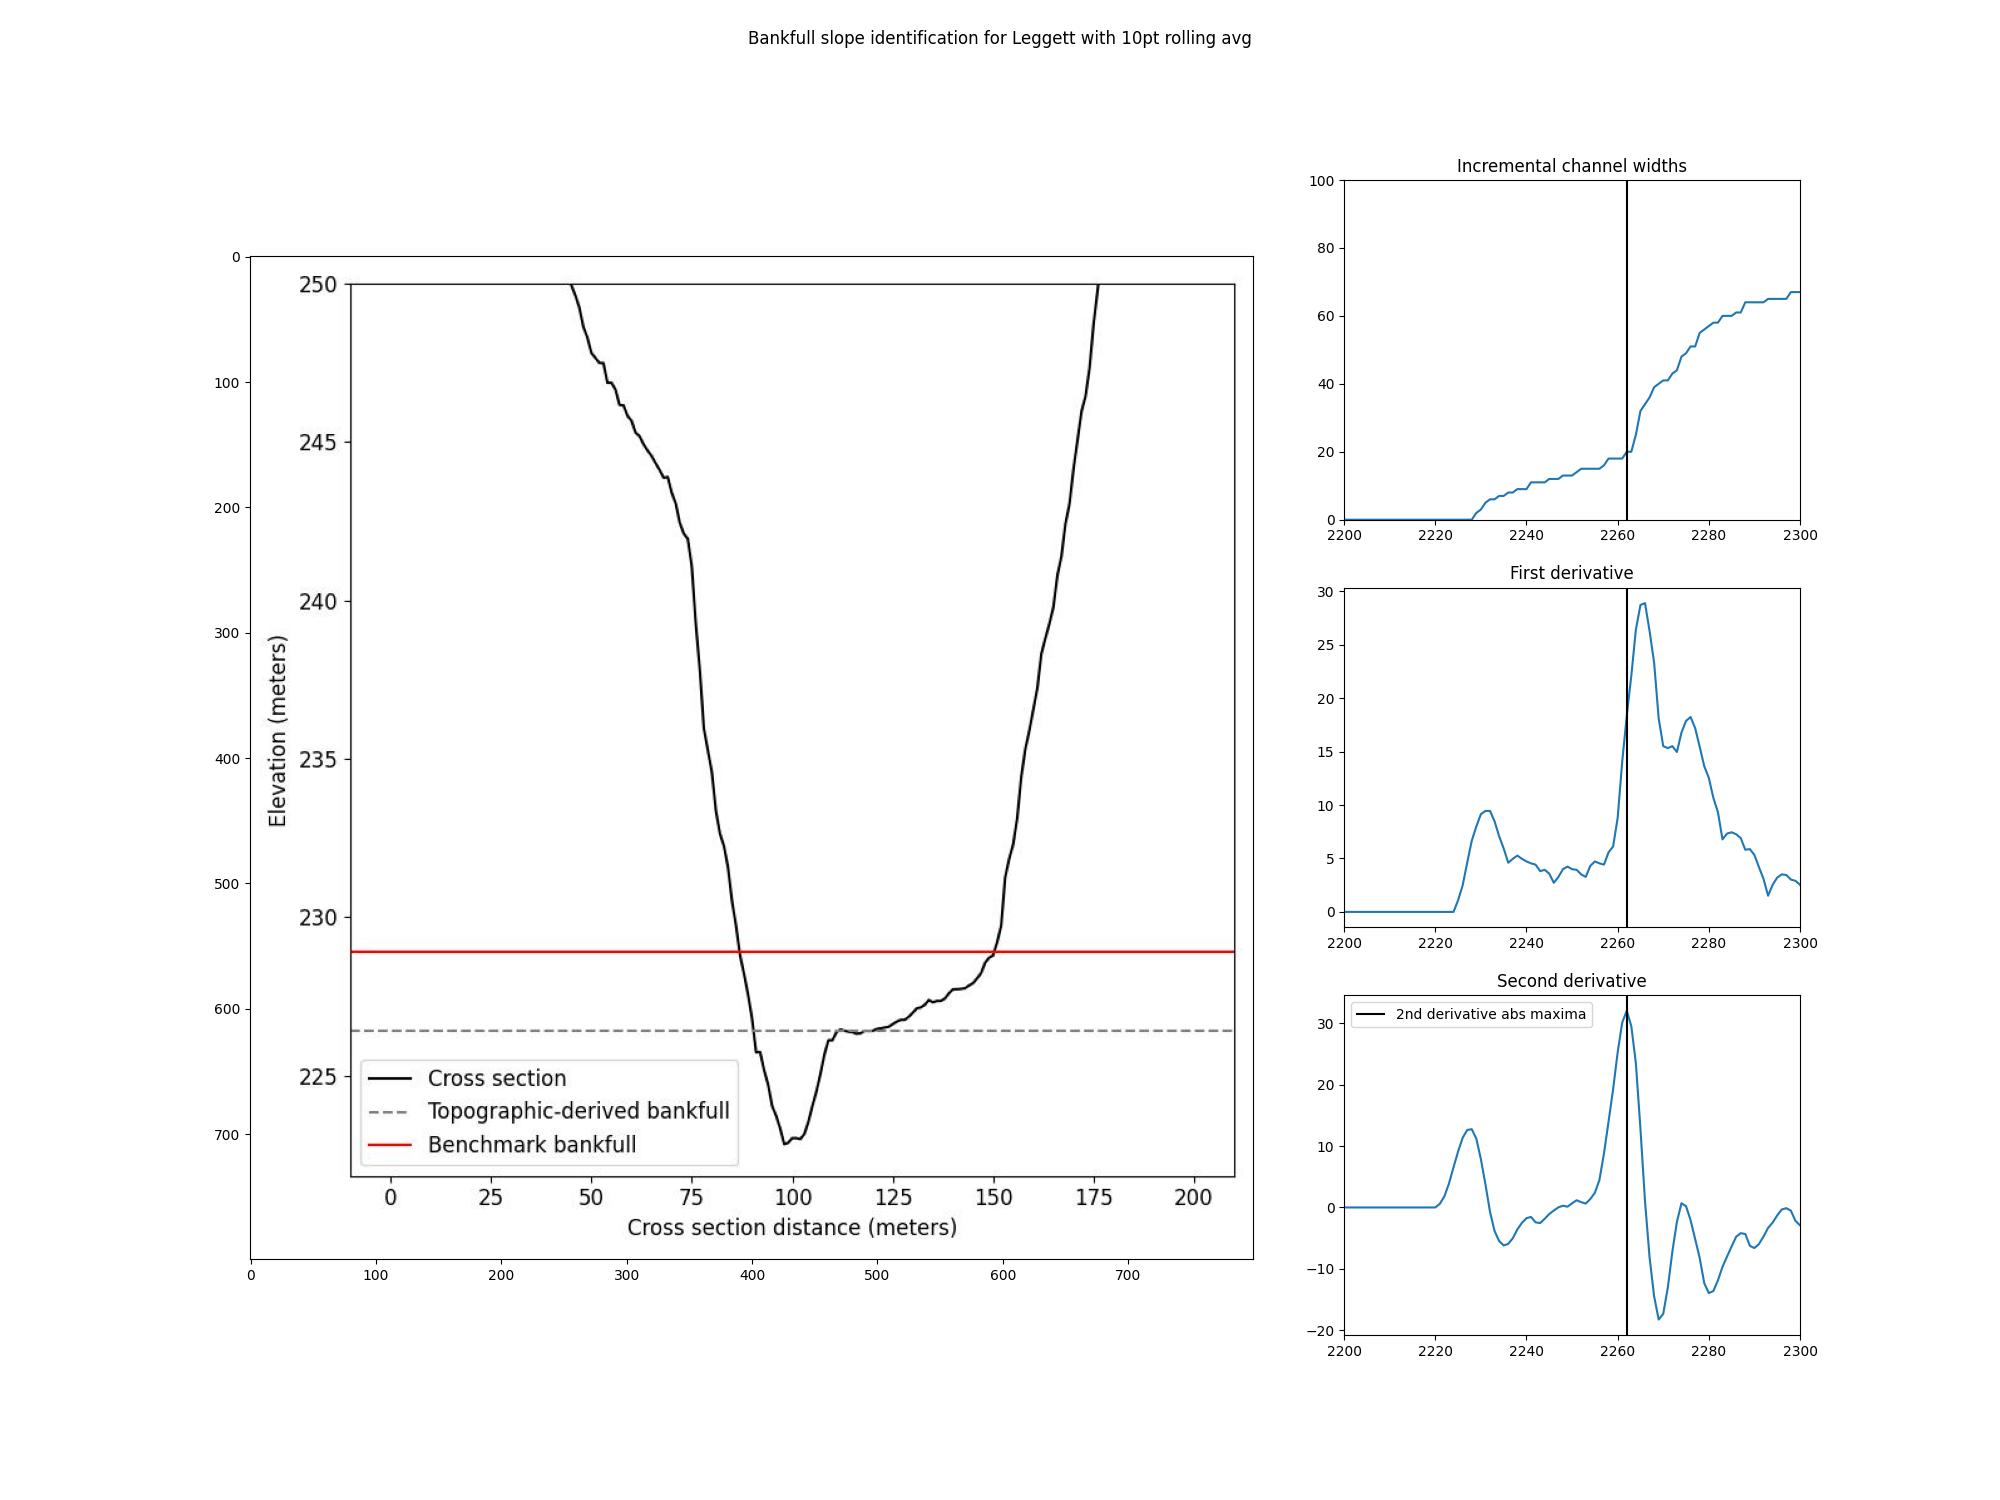 Bankfull slope identification for Leggett with 10pt rolling avg
0
100
200
300
400
500
600
700
250
245
240
235
230
225
Elevation (meters)
Cross section
Topographic-derived bankfull
Benchmark bankfull
0 25 50 75 100 125 150 175 200
Cross section distance (meters)
0 100 200 300 400 500 600 700
Incremental channel widths
100
80
60
40
20
0
2200 2220 2240 2260 2280 2300
First derivative
30
25
20
15
10
5
0
2200 2220 2240 2260 2280 2300
Second derivative
2nd derivative abs maxima
30
20
10
0
−10
−20
2200 2220 2240 2260 2280 2300